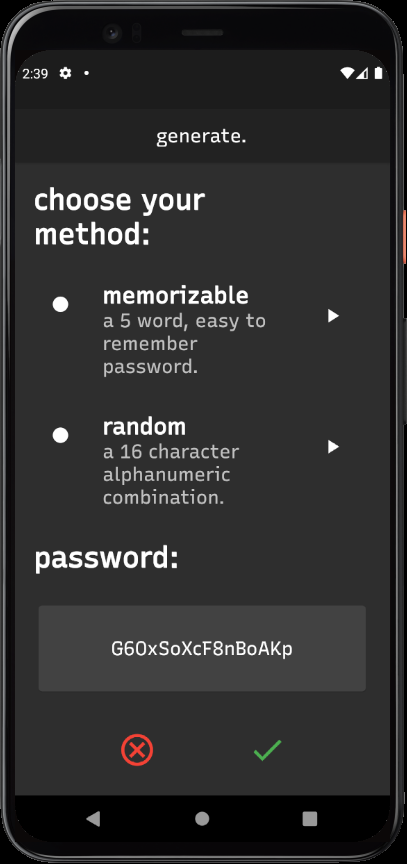 2:39
generate.
choose your
method:
memorizable
a 5 word, easy to
remember
password.
random
a 16 character
alphanumeric
combination.
password:
G6OxSoXcF8nBoAKp